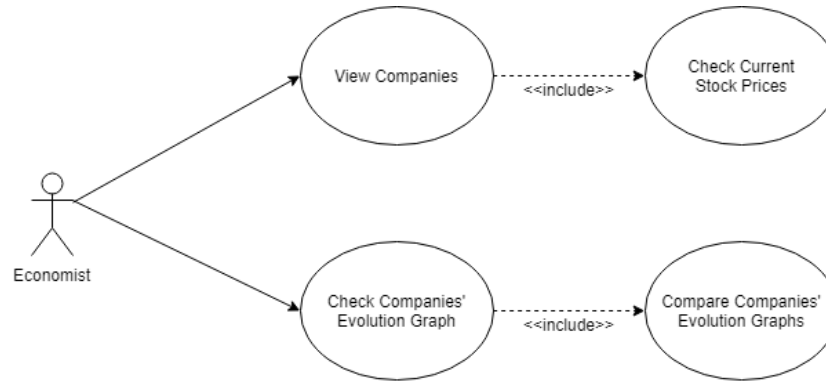 View Companies
<<include>>
Check Current
Stock Prices
Economist
Check Companies'
Evolution Graph
<<include>>
Compare Companies'
Evolution Graphs